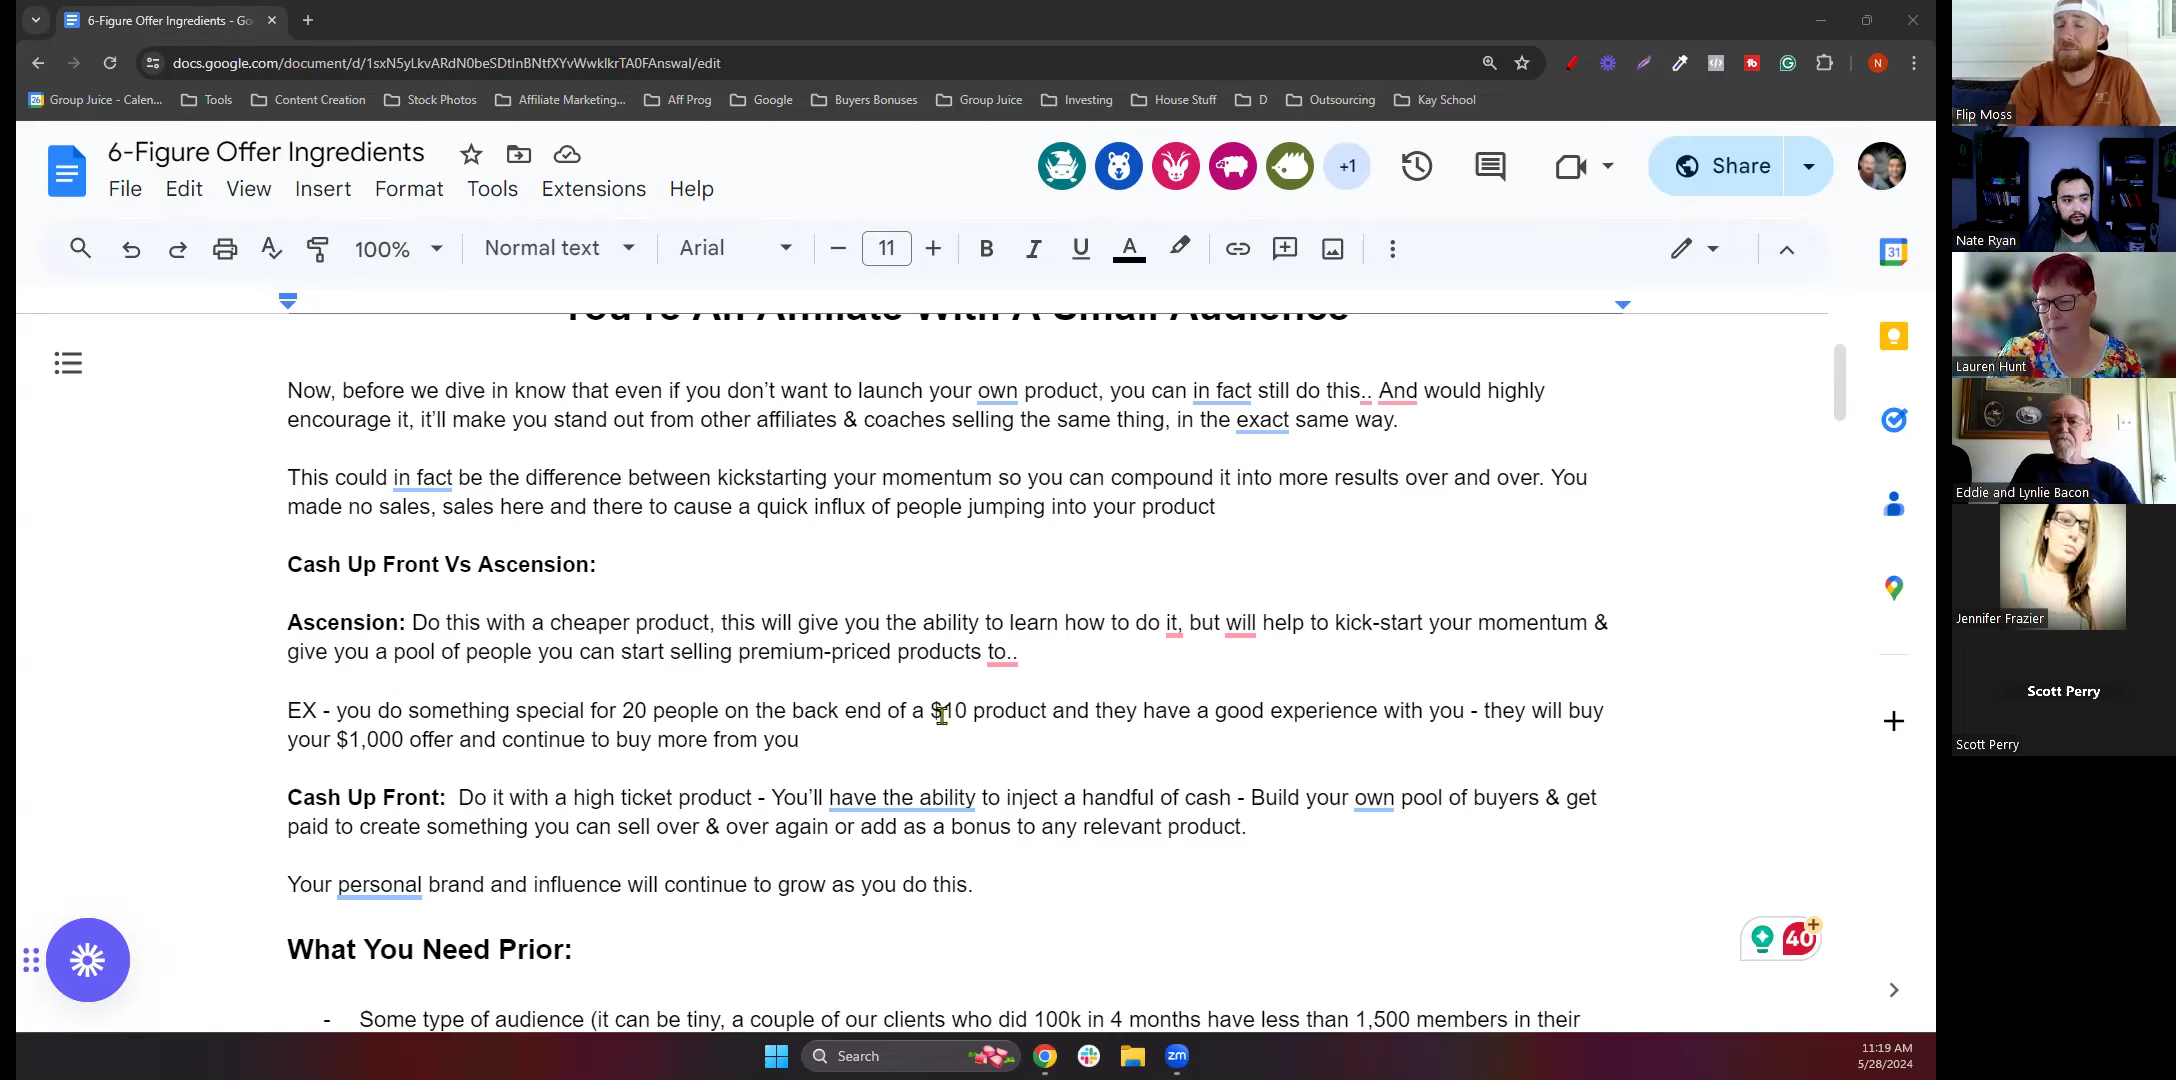 6-Figure Offer Ingredients - Go
docs.google.com/document/d/1sxN5yLkvARdN0beSDtlnBNtfXYvWwklkrTA0FAnswaI/edit
N
Group Juice - Calen...
Tools
Content Creation
Stock Photos
Affiliate Marketing...
Aff Prog
Google
Buyers Bonuses
Group Juice
Investing
House Stuff
D
Outsourcing
Kay School
6-Figure Offer Ingredients
+1
Share
File Edit View Insert Format Tools Extensions Help
100% Normal text Arial 11 B I U A
31
You're An Affiliate With A Small Audience
Now, before we dive in know that even if you don't want to launch your own product, you can in fact still do this.. And would highly
encourage it, it'll make you stand out from other affiliates & coaches selling the same thing, in the exact same way.
This could in fact be the difference between kickstarting your momentum so you can compound it into more results over and over. You
made no sales, sales here and there to cause a quick influx of people jumping into your product
Cash Up Front Vs Ascension:
Ascension: Do this with a cheaper product, this will give you the ability to learn how to do it, but will help to kick-start your momentum &
give you a pool of people you can start selling premium-priced products to..
EX - you do something special for 20 people on the back end of a $10 product and they have a good experience with you - they will buy
your $1,000 offer and continue to buy more from you
Cash Up Front: Do it with a high ticket product - You'll have the ability to inject a handful of cash - Build your own pool of buyers & get
paid to create something you can sell over & over again or add as a bonus to any relevant product.
Your personal brand and influence will continue to grow as you do this.
What You Need Prior:
- Some type of audience (it can be tiny, a couple of our clients who did 100k in 4 months have less than 1,500 members in their
40
Search
zm
11:19 AM
5/28/2024
Flip Moss
Nate Ryan
Lauren Hunt
Eddie and Lynlie Bacon
Jennifer Frazier
Scott Perry
Scott Perry